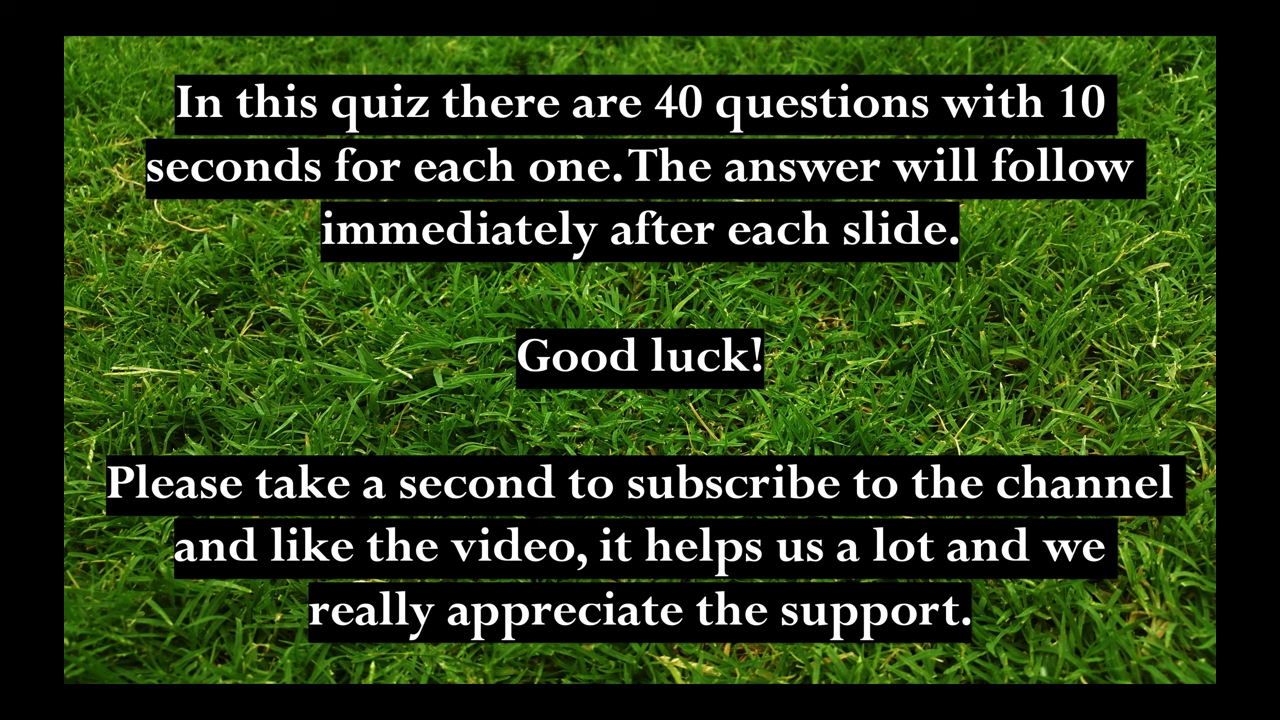 In this quiz there are 40 questions with 10
seconds for each one. The answer will follow
immediately after each slide.
Good luck!
Please take a second to subscribe to the channel
and like the video, it helps us a lot and we
really appreciate the support.